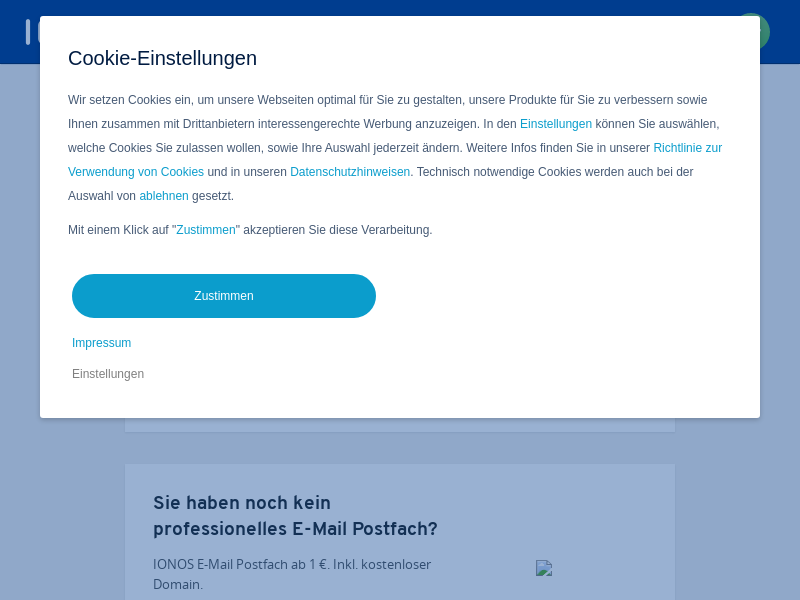 Cookie-Einstellungen
Wir setzen Cookies ein, um unsere Webseiten optimal für Sie zu gestalten, unsere Produkte für Sie zu verbessern sowie
Ihnen zusammen mit Drittanbietern interessengerechte Werbung anzuzeigen. In den Einstellungen können Sie auswählen,
welche Cookies Sie zulassen wollen, sowie Ihre Auswahl jederzeit ändern. Weitere Infos finden Sie in unserer Richtlinie zur
Verwendung von Cookies und in unseren Datenschutzhinweisen. Technisch notwendige Cookies werden auch bei der
Auswahl von ablehnen gesetzt.
Mit einem Klick auf "Zustimmen" akzeptieren Sie diese Verarbeitung.
Zustimmen
Impressum
Einstellungen
Sie haben noch kein
professionelles E-Mail Postfach?
IONOS E-Mail Postfach ab 1 €. Inkl. kostenloser
Domain.